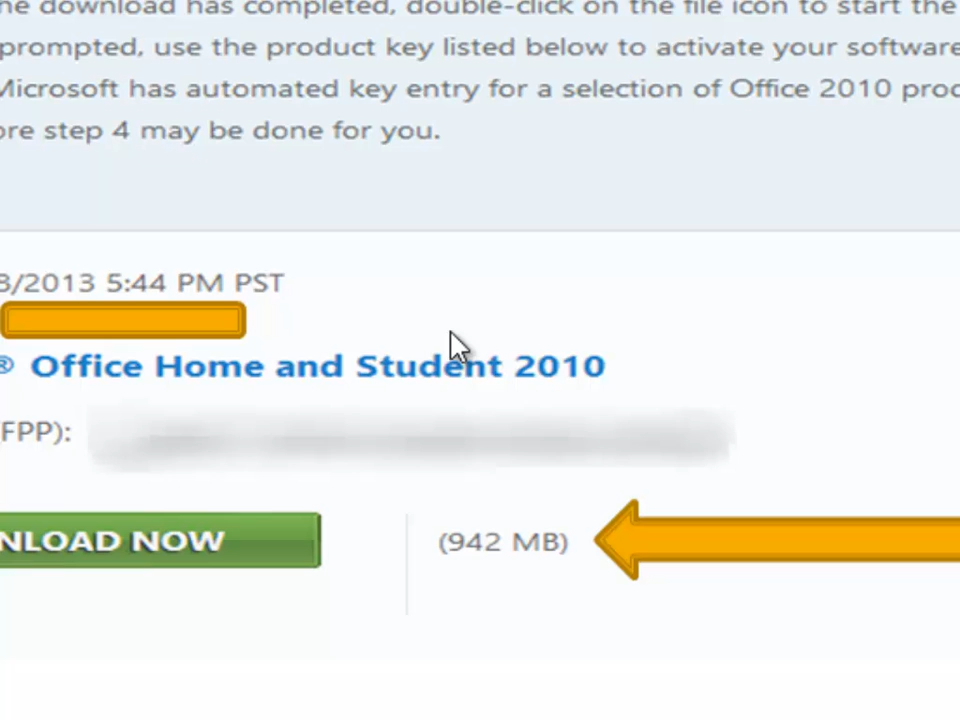 he download has completed, double-click on the file icon to start the
prompted, use the product key listed below to activate your software
Microsoft has automated key entry for a selection of Office 2010 proc
ore step 4 may be done for you.
3/2013 5:44 PM PST
® Office Home and Student 2010
FPP):
NLOAD NOW
(942 MB)